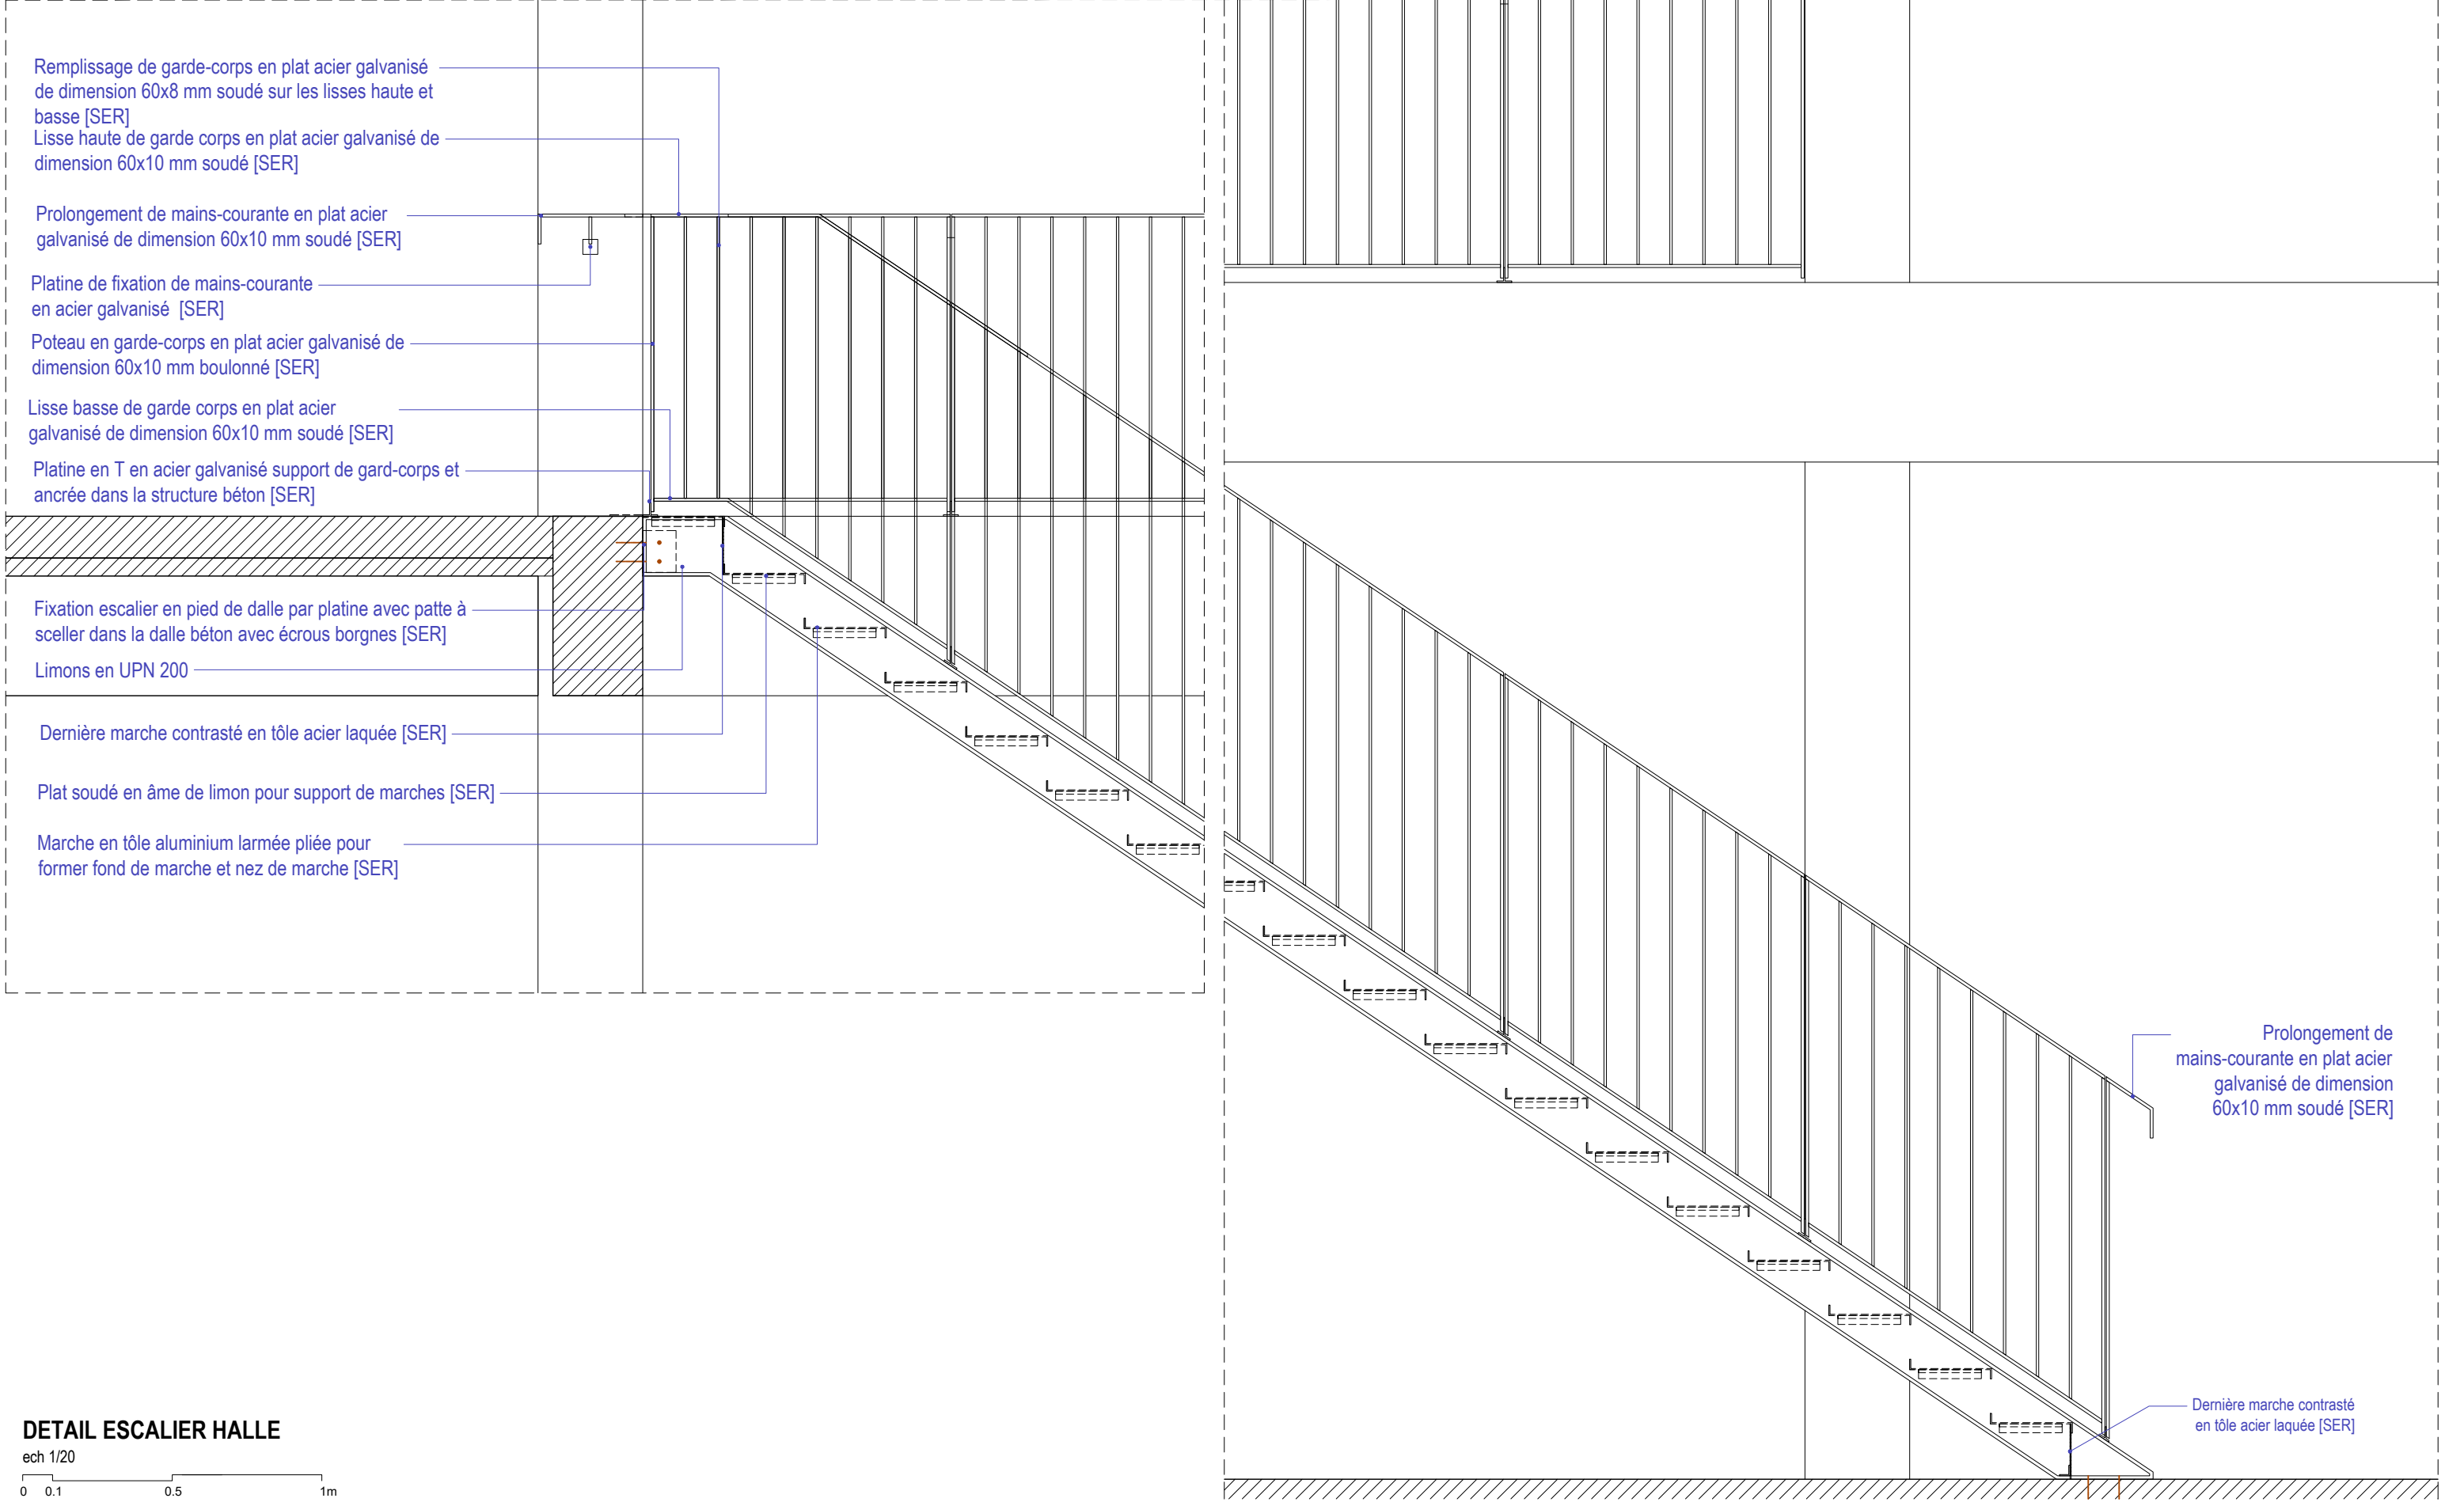 Remplissage de garde-corps en plat acier galvanisé
de dimension 60x8 mm soudé sur les lisses haute et
basse [SER]
Lisse haute de garde corps en plat acier galvanisé de
dimension 60x10 mm soudé [SER]
Prolongement de mains-courante en plat acier
galvanisé de dimension 60x10 mm soudé [SER]
Platine de fixation de mains-courante
en acier galvanisé [SER]
Poteau en garde-corps en plat acier galvanisé de
dimension 60x10 mm boulonné [SER]
Lisse basse de garde corps en plat acier
galvanisé de dimension 60x10 mm soudé [SER]
Platine en T en acier galvanisé support de gard-corps et
ancrée dans la structure béton [SER]
Fixation escalier en pied de dalle par platine avec patte à
sceller dans la dalle béton avec écrous borgnes [SER]
Limons en UPN 200
Dernière marche contrasté en tôle acier laquée [SER]
Plat soudé en âme de limon pour support de marches [SER]
Marche en tôle aluminium larmée pliée pour
former fond de marche et nez de marche [SER]
Prolongement de
mains-courante en plat acier
galvanisé de dimension
60x10 mm soudé [SER]
Dernière marche contrasté
en tôle acier laquée [SER]
DETAIL ESCALIER HALLE
ech 1/20
0 0.1 0.5 1m